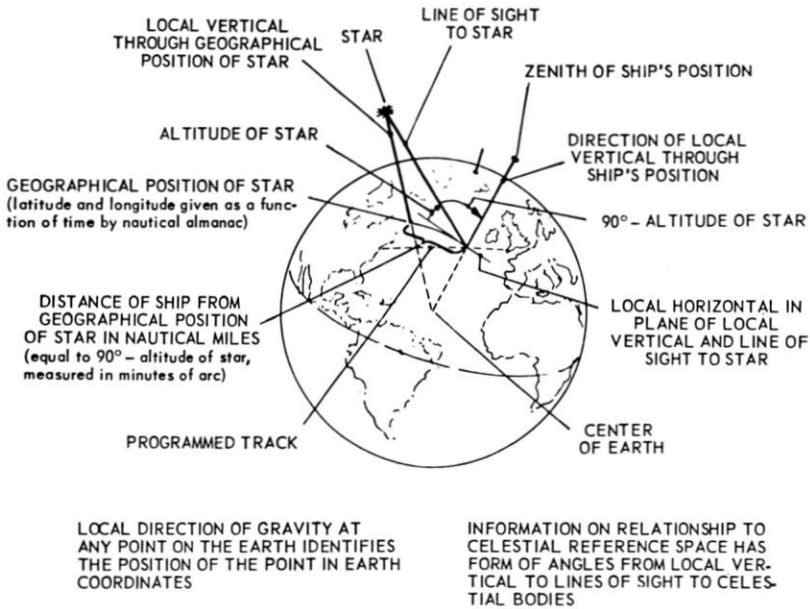 LOCAL VERTICAL
THROUGH GEOGRAPHICAL
POSITION OF STAR
STAR
LINE OF SIGHT
TO STAR
ZENITH OF SHIP'S POSITION
ALTITUDE OF STAR
DIRECTION OF LOCAL
VERTICAL THROUGH
SHIP'S POSITION
GEOGRAPHICAL POSITION OF STAR
(latitude and longitude given as a func-
tion of time by nautical almanac)
90° – ALTITUDE OF STAR
DISTANCE OF SHIP FROM
GEOGRAPHICAL POSITION
OF STAR IN NAUTICAL MILES
(equal to 90° – altitude of star,
measured in minutes of arc)
LOCAL HORIZONTAL IN
PLANE OF LOCAL
VERTICAL AND LINE OF
SIGHT TO STAR
PROGRAMMED TRACK
CENTER
OF EARTH
LOCAL DIRECTION OF GRAVITY AT
ANY POINT ON THE EARTH IDENTIFIES
THE POSITION OF THE POINT IN EARTH
COORDINATES
INFORMATION ON RELATIONSHIP TO
CELESTIAL REFERENCE SPACE HAS
FORM OF ANGLES FROM LOCAL VER-
TICAL TO LINES OF SIGHT TO CELES-
TIAL BODIES